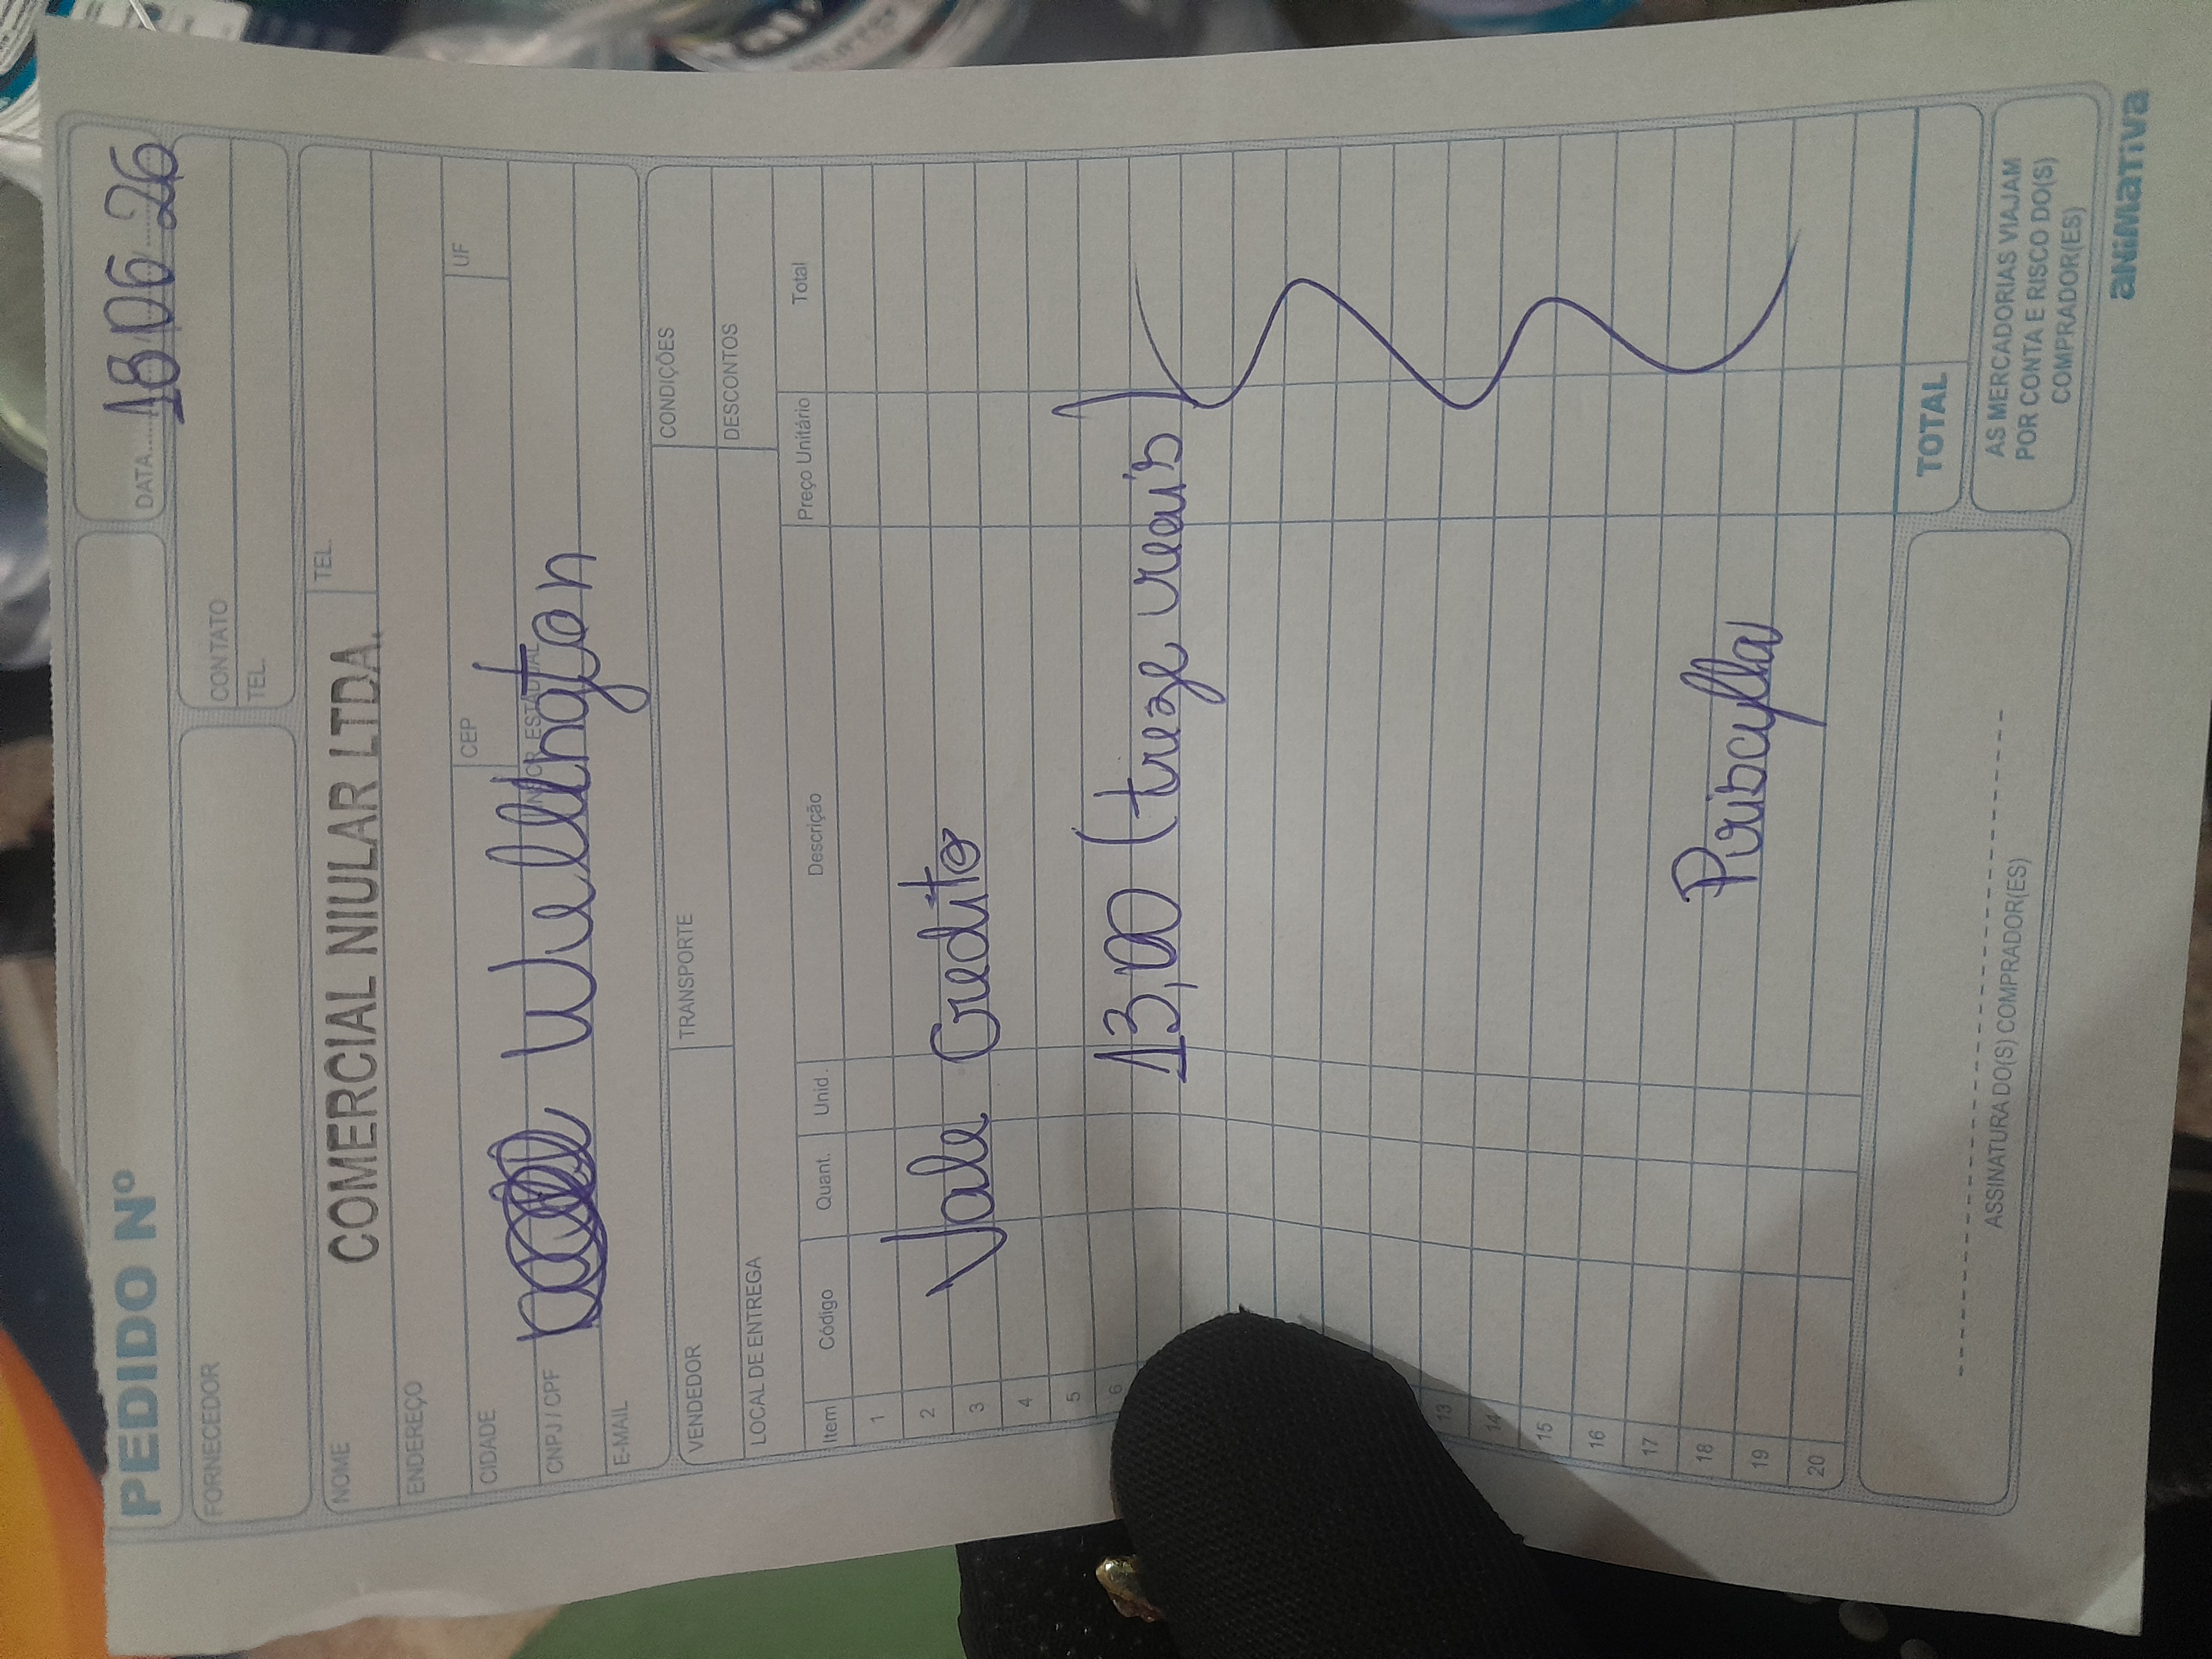 PEDIDO Nº
DATA 18 06 26
FORNECEDOR
CONTATO
TEL.
NOME COMERCIAL NIULAR LTDA. TEL.
ENDEREÇO
CIDADE CEP UF
CNPJ / CPF Wellington INSCR. ESTADUAL
E-MAIL
VENDEDOR TRANSPORTE CONDIÇÕES
LOCAL DE ENTREGA DESCONTOS
Item Código Quant. Unid. Descrição Preço Unitário Total
1
2
Vale Credito
3
4
5
6
13,00 (treze reais)
13
14
15
16
17
18
Priscylla
19
20
TOTAL
ASSINATURA DO(S) COMPRADOR(ES)
AS MERCADORIAS VIAJAM
POR CONTA E RISCO DO(S)
COMPRADOR(ES)
aNiMaTiVa